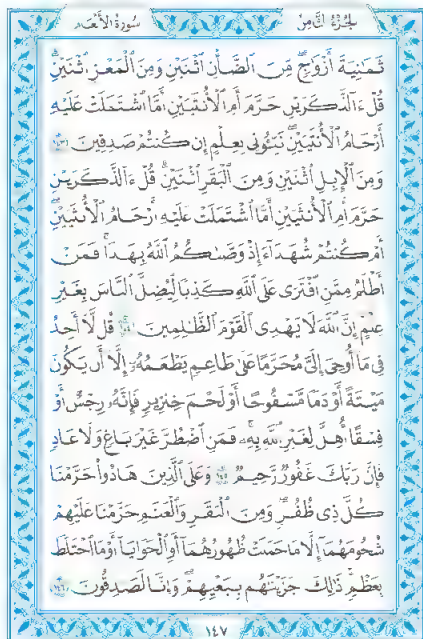 الجزء الثامن
سورة الأنعام
ثَمَٰنِيَةَ أَزْوَٰجٖۖ مِّنَ ٱلضَّأْنِ ٱثْنَيْنِ وَمِنَ ٱلْمَعْزِ ٱثْنَيْنِۗ
قُلْ ءَآلذَّكَرَيْنِ حَرَّمَ أَمِ ٱلْأُنثَيَيْنِ أَمَّا ٱشْتَمَلَتْ عَلَيْهِ
أَرْحَامُ ٱلْأُنثَيَيْنِۖ نَبِّـُٔونِى بِعِلْمٍ إِن كُنتُمْ صَٰدِقِينَ ١٤٣
وَمِنَ ٱلْإِبِلِ ٱثْنَيْنِ وَمِنَ ٱلْبَقَرِ ٱثْنَيْنِۗ قُلْ ءَآلذَّكَرَيْنِ
حَرَّمَ أَمِ ٱلْأُنثَيَيْنِ أَمَّا ٱشْتَمَلَتْ عَلَيْهِ أَرْحَامُ ٱلْأُنثَيَيْنِۖ
أَمْ كُنتُمْ شُهَدَآءَ إِذْ وَصَّىٰكُمُ ٱللَّهُ بِهَٰذَاۚ فَمَنْ
أَظْلَمُ مِمَّنِ ٱفْتَرَىٰ عَلَى ٱللَّهِ كَذِبًا لِّيُضِلَّ ٱلنَّاسَ بِغَيْرِ
عِلْمٍۚ إِنَّ ٱللَّهَ لَا يَهْدِى ٱلْقَوْمَ ٱلظَّٰلِمِينَ ١٤٤ قُل لَّآ أَجِدُ
فِى مَآ أُوحِىَ إِلَىَّ مُحَرَّمًا عَلَىٰ طَاعِمٍ يَطْعَمُهُۥٓ إِلَّآ أَن يَكُونَ
مَيْتَةً أَوْ دَمًا مَّسْفُوحًا أَوْ لَحْمَ خِنزِيرٍ فَإِنَّهُۥ رِجْسٌ أَوْ
فِسْقًا أُهِلَّ لِغَيْرِ ٱللَّهِ بِهِۦۚ فَمَنِ ٱضْطُرَّ غَيْرَ بَاغٍ وَلَا عَادٍ
فَإِنَّ رَبَّكَ غَفُورٌ رَّحِيمٌ ١٤٥ وَعَلَى ٱلَّذِينَ هَادُوا۟ حَرَّمْنَا
كُلَّ ذِى ظُفُرٍۖ وَمِنَ ٱلْبَقَرِ وَٱلْغَنَمِ حَرَّمْنَا عَلَيْهِمْ
شُحُومَهُمَآ إِلَّا مَا حَمَلَتْ ظُهُورُهُمَآ أَوِ ٱلْحَوَايَآ أَوْ مَا ٱخْتَلَطَ
بِعَظْمٍۚ ذَٰلِكَ جَزَيْنَٰهُم بِبَغْيِهِمْۖ وَإِنَّا لَصَٰدِقُونَ ١٤٦
١٤٧